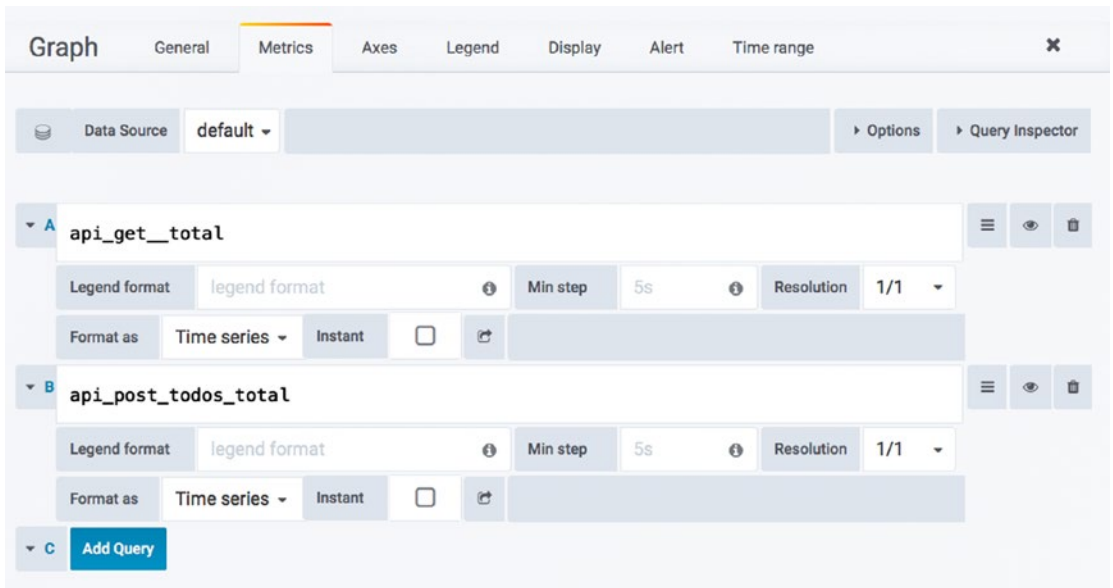 Graph General Metrics Axes Legend Display Alert Time range
Data Source default Options Query Inspector
A api_get__total
Legend format legend format Min step 5s Resolution 1/1
Format as Time series Instant
B api_post_todos_total
Legend format legend format Min step 5s Resolution 1/1
Format as Time series Instant
C Add Query